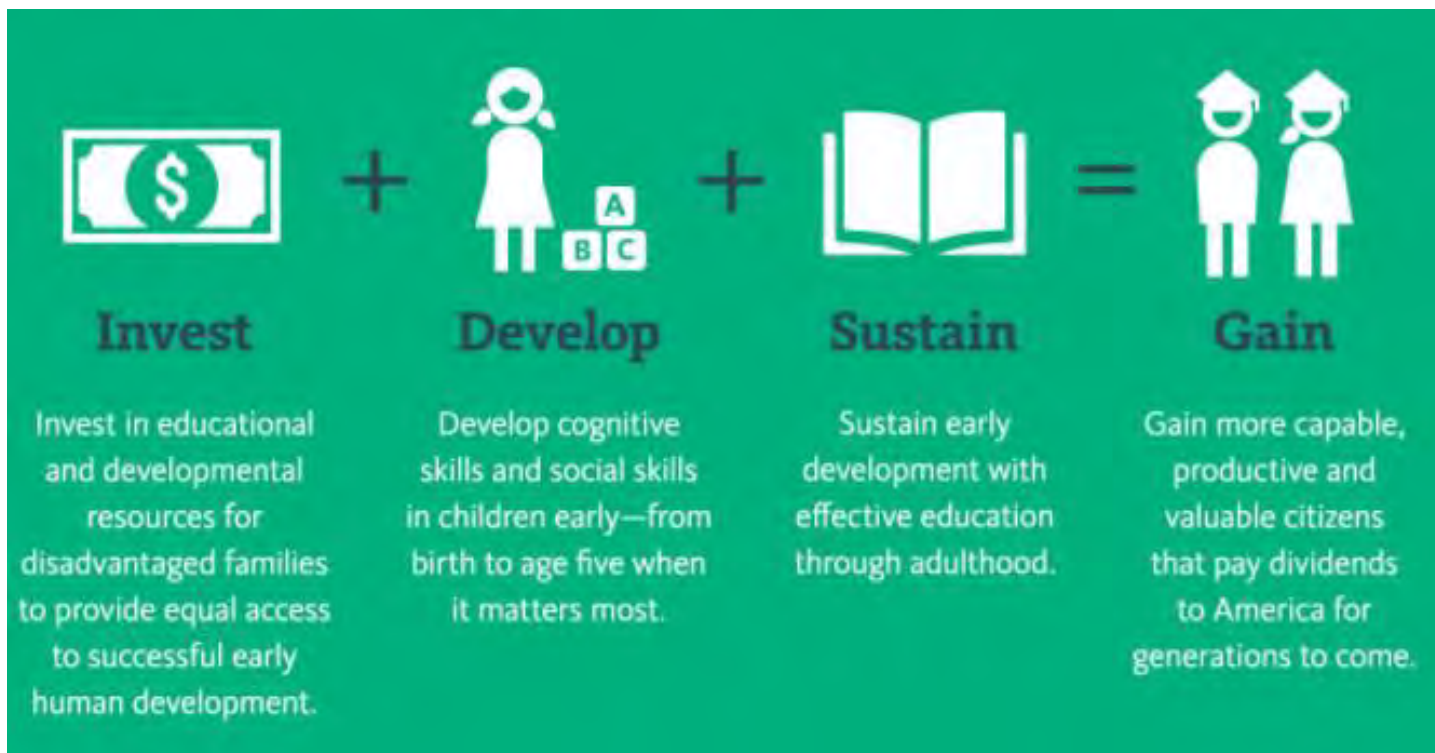 $
+
A
B C
+
=
Invest
Invest in educational
and developmental
resources for
disadvantaged families
to provide equal access
to successful early
human development.
Develop
Develop cognitive
skills and social skills
in children early—from
birth to age five when
it matters most.
Sustain
Sustain early
development with
effective education
through adulthood.
Gain
Gain more capable,
productive and
valuable citizens
that pay dividends
to America for
generations to come.